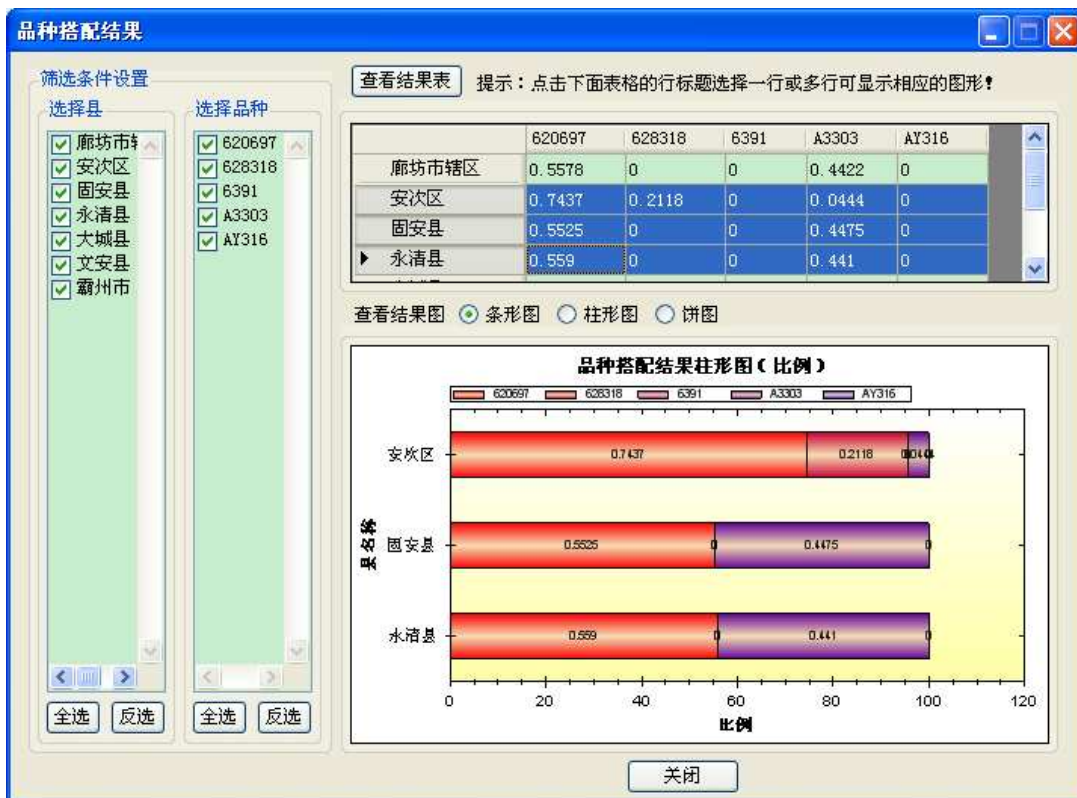 品种搭配结果
筛选条件设置
选择县
廊坊市辖
安次区
固安县
永清县
大城县
文安县
霸州市
全选 反选
选择品种
620697
628318
6391
A3303
AY316
全选 反选
查看结果表 提示：点击下面表格的行标题选择一行或多行可显示相应的图形！
620697 628318 6391 A3303 AY316
廊坊市辖区 0.5578 0 0 0.4422 0
安次区 0.7437 0.2118 0 0.0444 0
固安县 0.5525 0 0 0.4475 0
永清县 0.559 0 0 0.441 0
查看结果图 条形图 柱形图 饼图
品种搭配结果柱形图（比例）
620697 628318 6391 A3303 AY316
县名称
安次区 0.7437 0.2118
固安县 0.5525 0 0.4475 0
永清县 0.559 0 0.441 0
0 20 40 60 80 100 120
比例
关闭